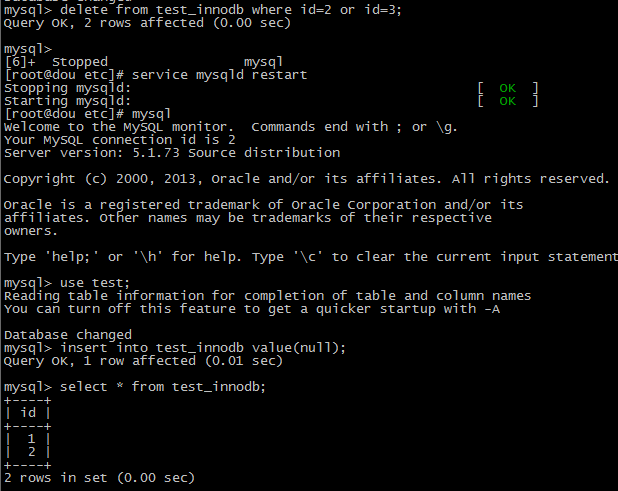 Database changed
mysql> delete from test_innodb where id=2 or id=3;
Query OK, 2 rows affected (0.00 sec)
mysql>
[6]+  Stopped                 mysql
[root@dou etc]# service mysqld restart
Stopping mysqld:                                           [  OK  ]
Starting mysqld:                                           [  OK  ]
[root@dou etc]# mysql
Welcome to the MySQL monitor.  Commands end with ; or \g.
Your MySQL connection id is 2
Server version: 5.1.73 Source distribution
Copyright (c) 2000, 2013, Oracle and/or its affiliates. All rights reserved.
Oracle is a registered trademark of Oracle Corporation and/or its
affiliates. Other names may be trademarks of their respective
owners.
Type 'help;' or '\h' for help. Type '\c' to clear the current input statement
mysql> use test;
Reading table information for completion of table and column names
You can turn off this feature to get a quicker startup with -A
Database changed
mysql> insert into test_innodb value(null);
Query OK, 1 row affected (0.01 sec)
mysql> select * from test_innodb;
+----+
| id |
+----+
|  1 |
|  2 |
+----+
2 rows in set (0.00 sec)